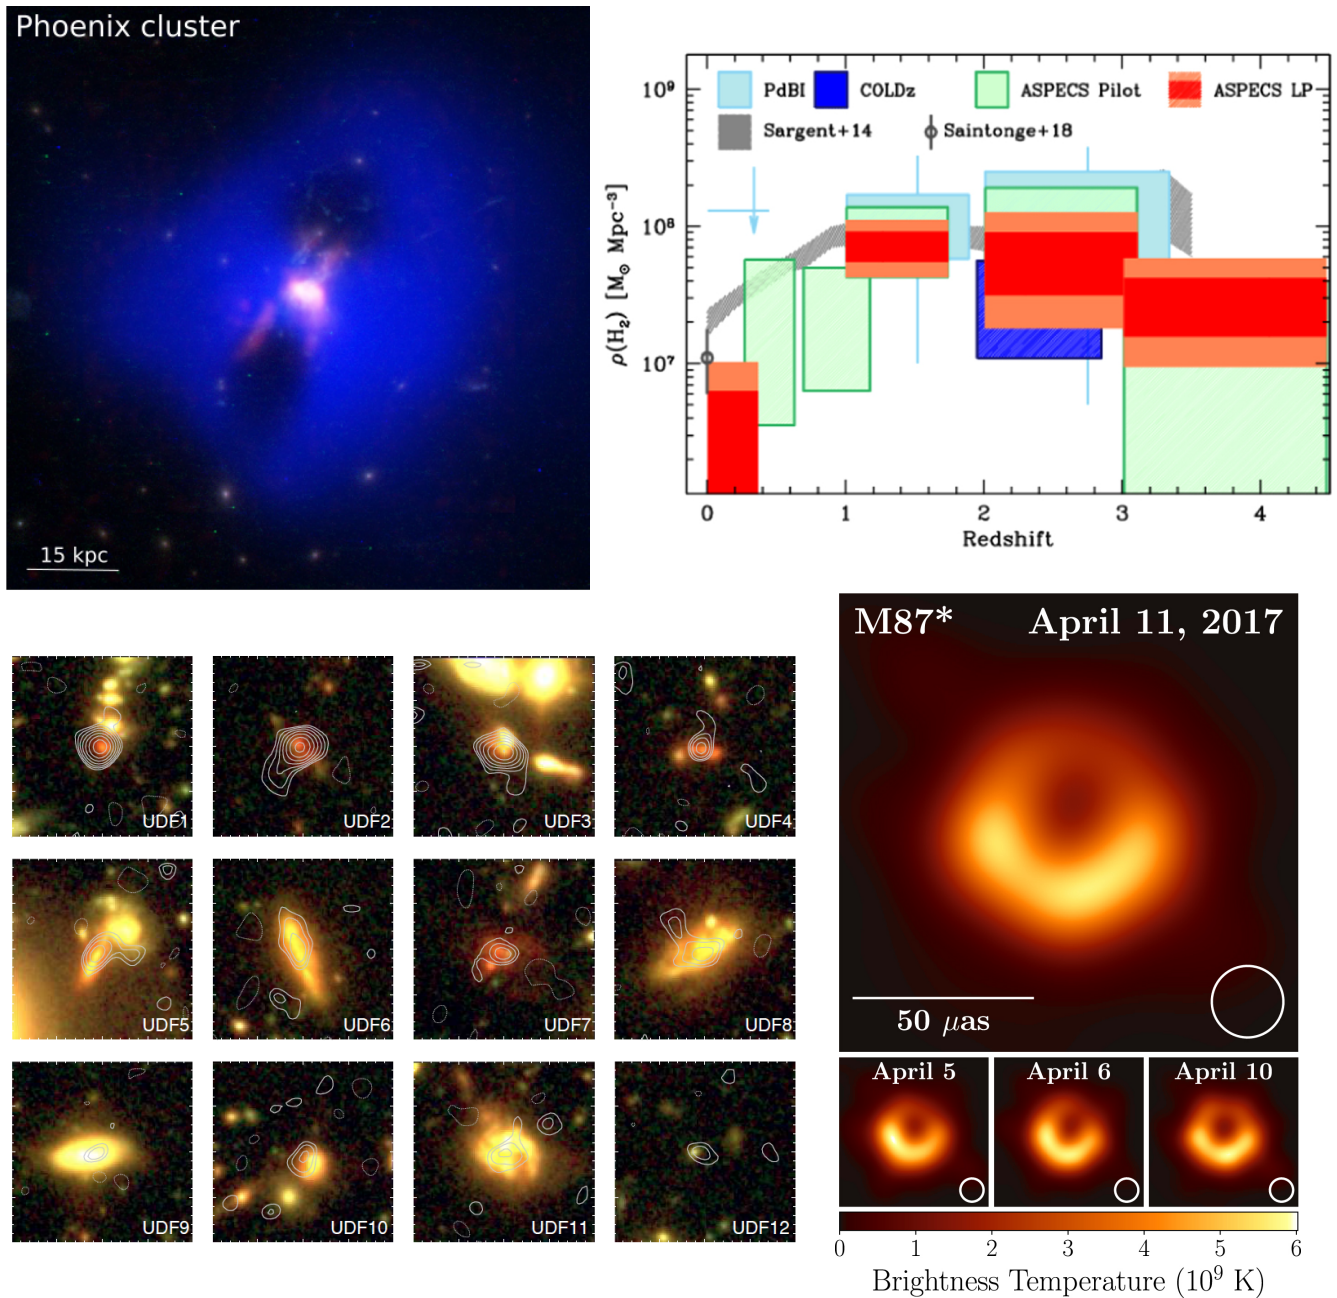 Phoenix cluster
15 kpc
PdBI COLDz ASPECS Pilot ASPECS LP
Sargent+14 Saintonge+18
10⁹
10⁸
10⁷
ρ(H₂) [M⊙ Mpc⁻³]
0 1 2 3 4
Redshift
UDF1 UDF2 UDF3 UDF4
UDF5 UDF6 UDF7 UDF8
UDF9 UDF10 UDF11 UDF12
M87* April 11, 2017
50 μas
April 5 April 6 April 10
0 1 2 3 4 5 6
Brightness Temperature (10⁹ K)